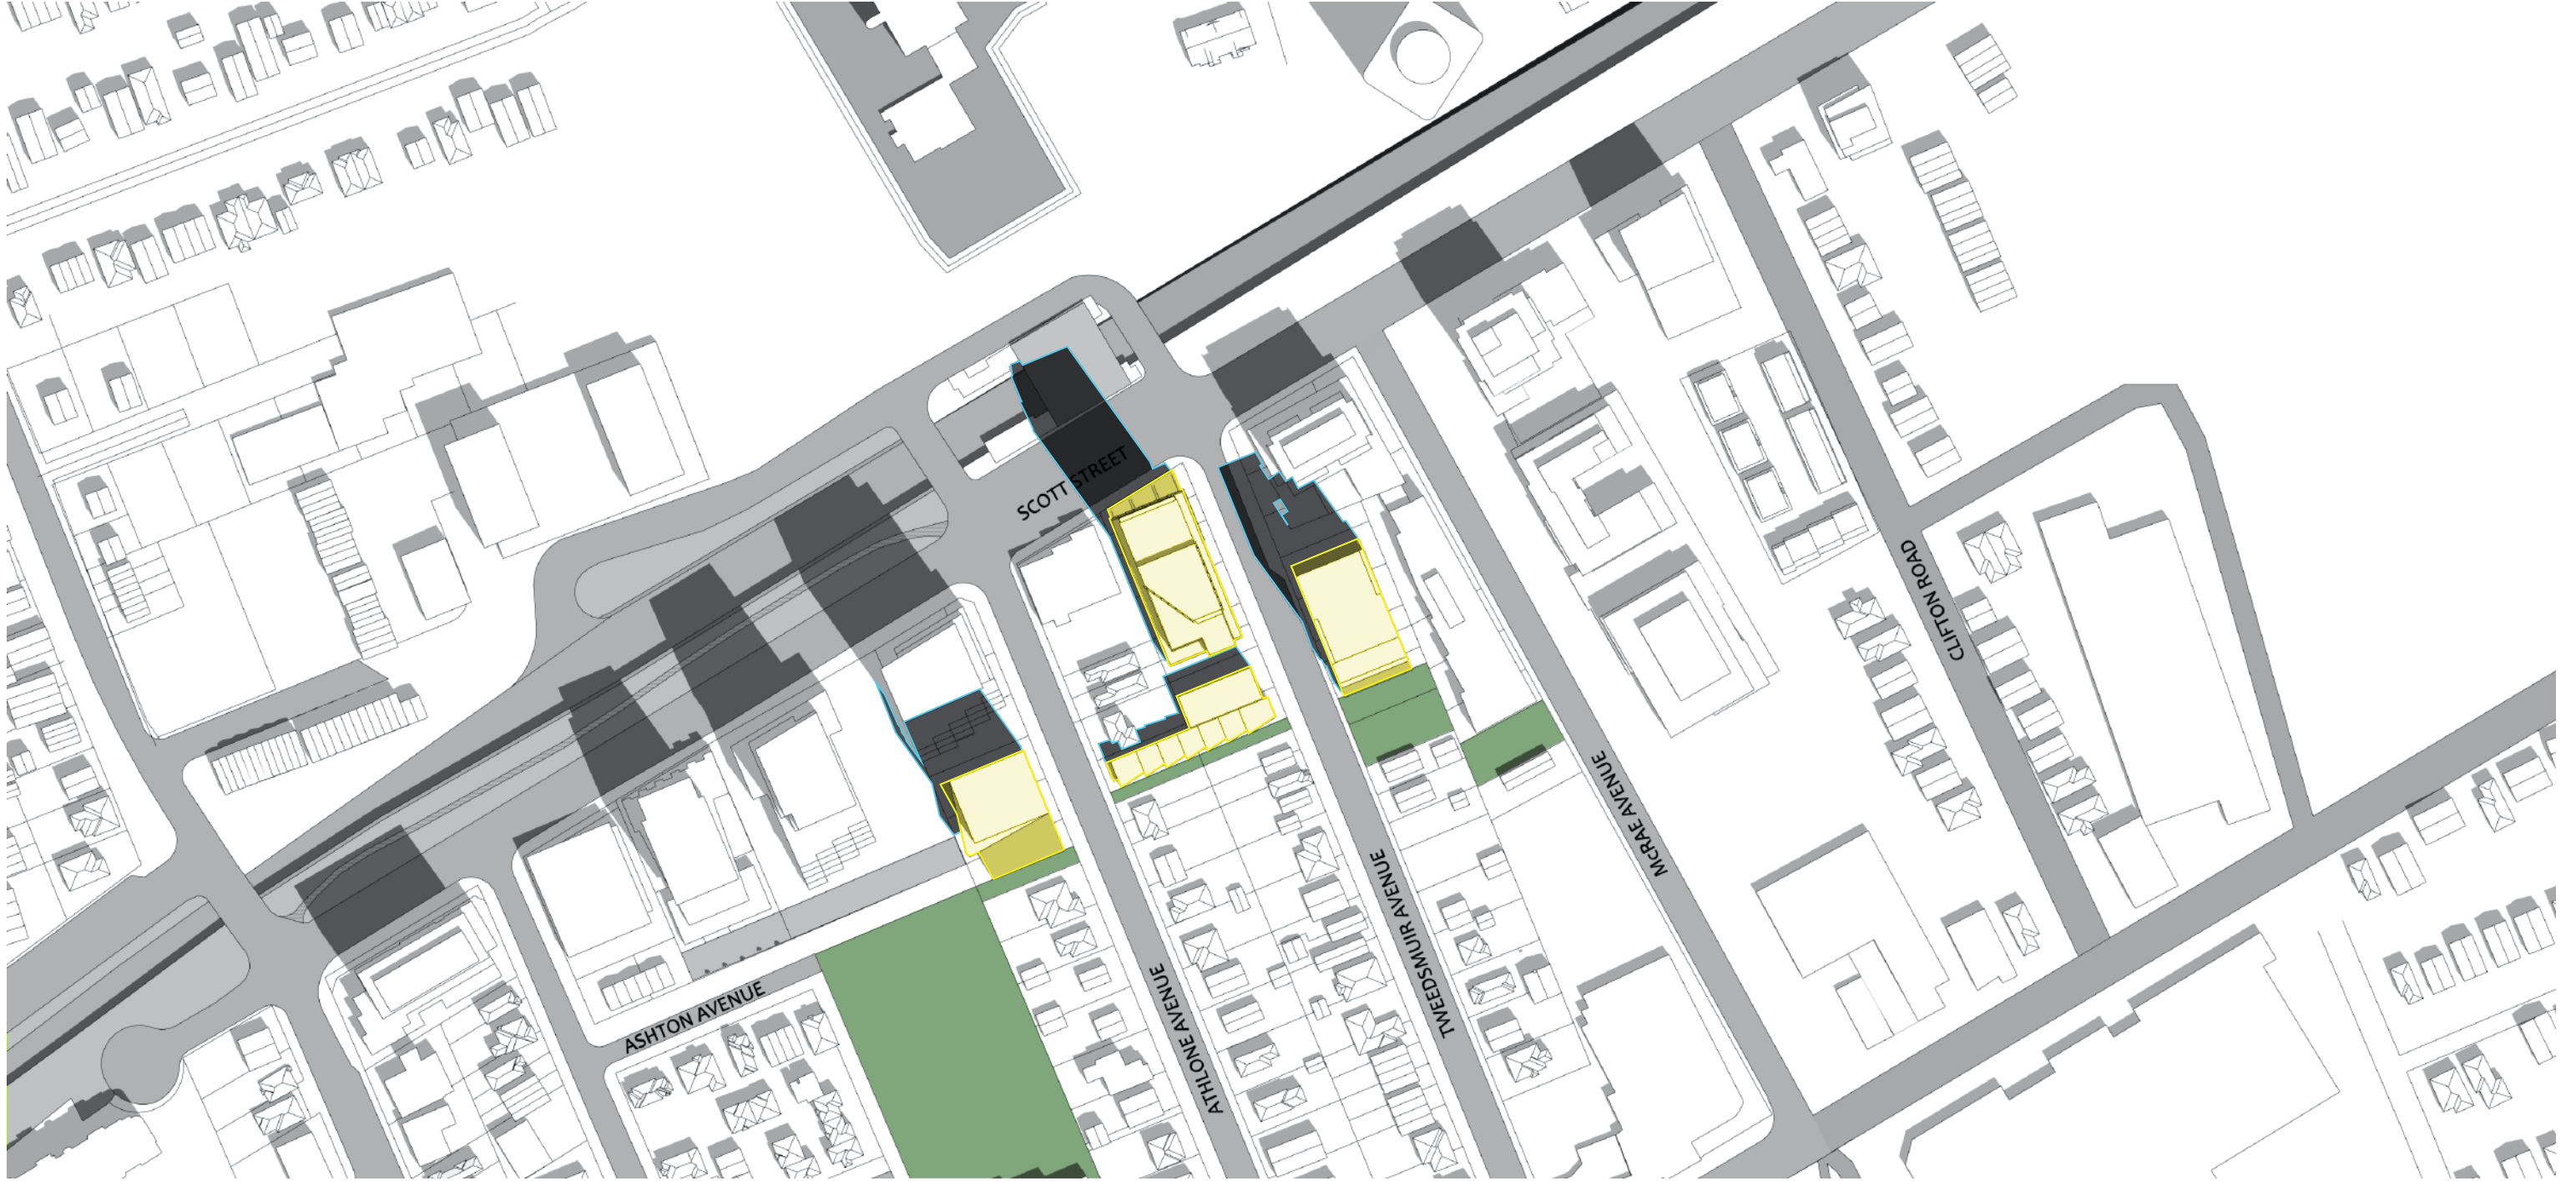 SCOTT STREET
CLIFTON ROAD
McRAE AVENUE
TWEEDSMUIR AVENUE
ATHLONE AVENUE
ASHTON AVENUE